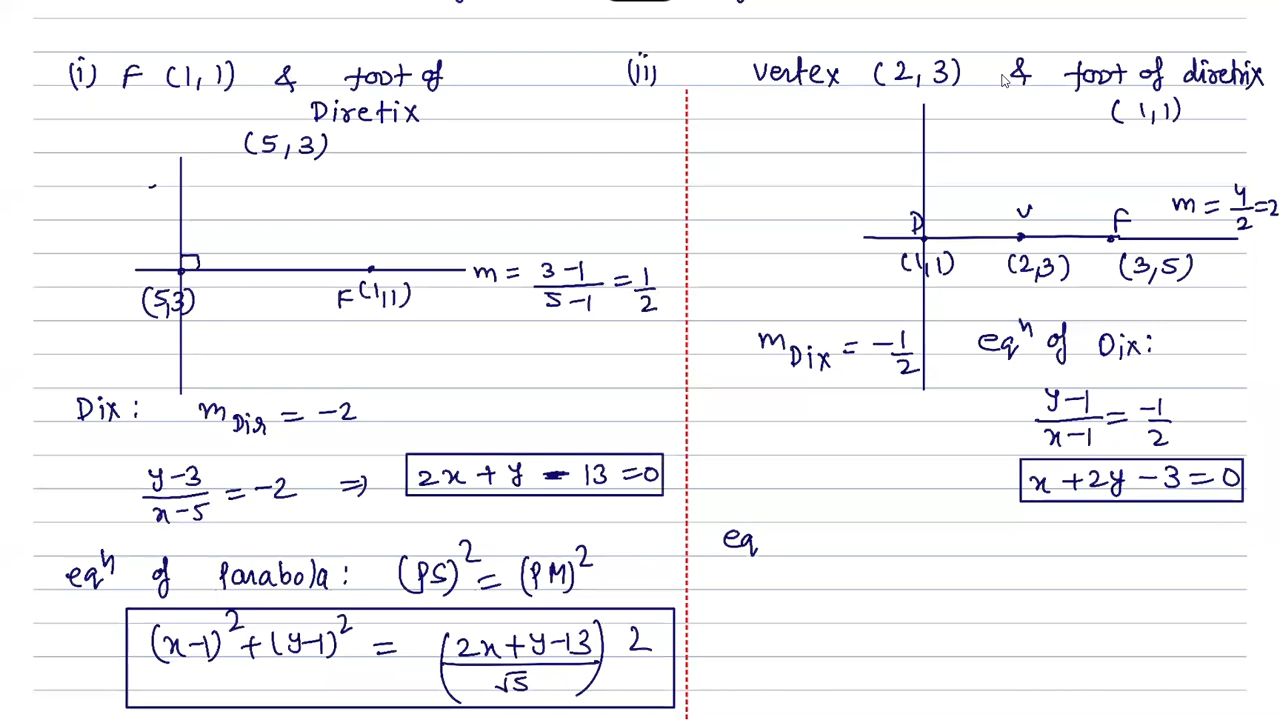 (i) F (1, 1) & foot of
Diretix
(5, 3)
(5,3)
F(1,1)
m = 3-1/5-1 = 1/2
Dix : mDir = -2
y-3/x-5 = -2 ⇒ 2x + y - 13 = 0
eqⁿ of parabola : (PS)² = (PM)²
(x-1)² + (y-1)² = (2x+y-13/√5)2
(ii) vertex (2, 3) & foot of diretrix
(1,1)
m = 4/2 = 2
D V F
(1,1) (2,3) (3,5)
mDix = -1/2 eqⁿ of Dix:
y-1/x-1 = -1/2
x + 2y - 3 = 0
eq